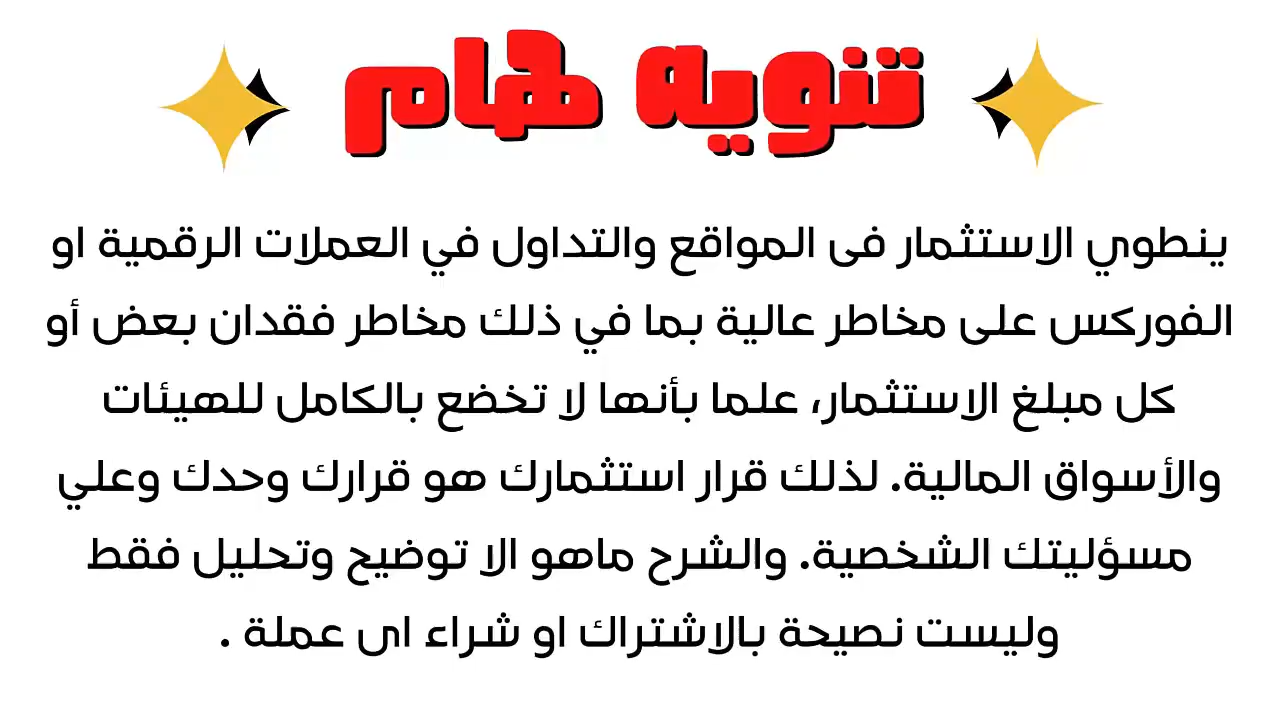 تنويه هام
ينطوي الاستثمار فى المواقع والتداول في العملات الرقمية او
الفوركس على مخاطر عالية بما في ذلك مخاطر فقدان بعض أو
كل مبلغ الاستثمار، علما بأنها لا تخضع بالكامل للهيئات
والأسواق المالية. لذلك قرار استثمارك هو قرارك وحدك وعلي
مسؤليتك الشخصية. والشرح ماهو الا توضيح وتحليل فقط
وليست نصيحة بالاشتراك او شراء اى عملة .